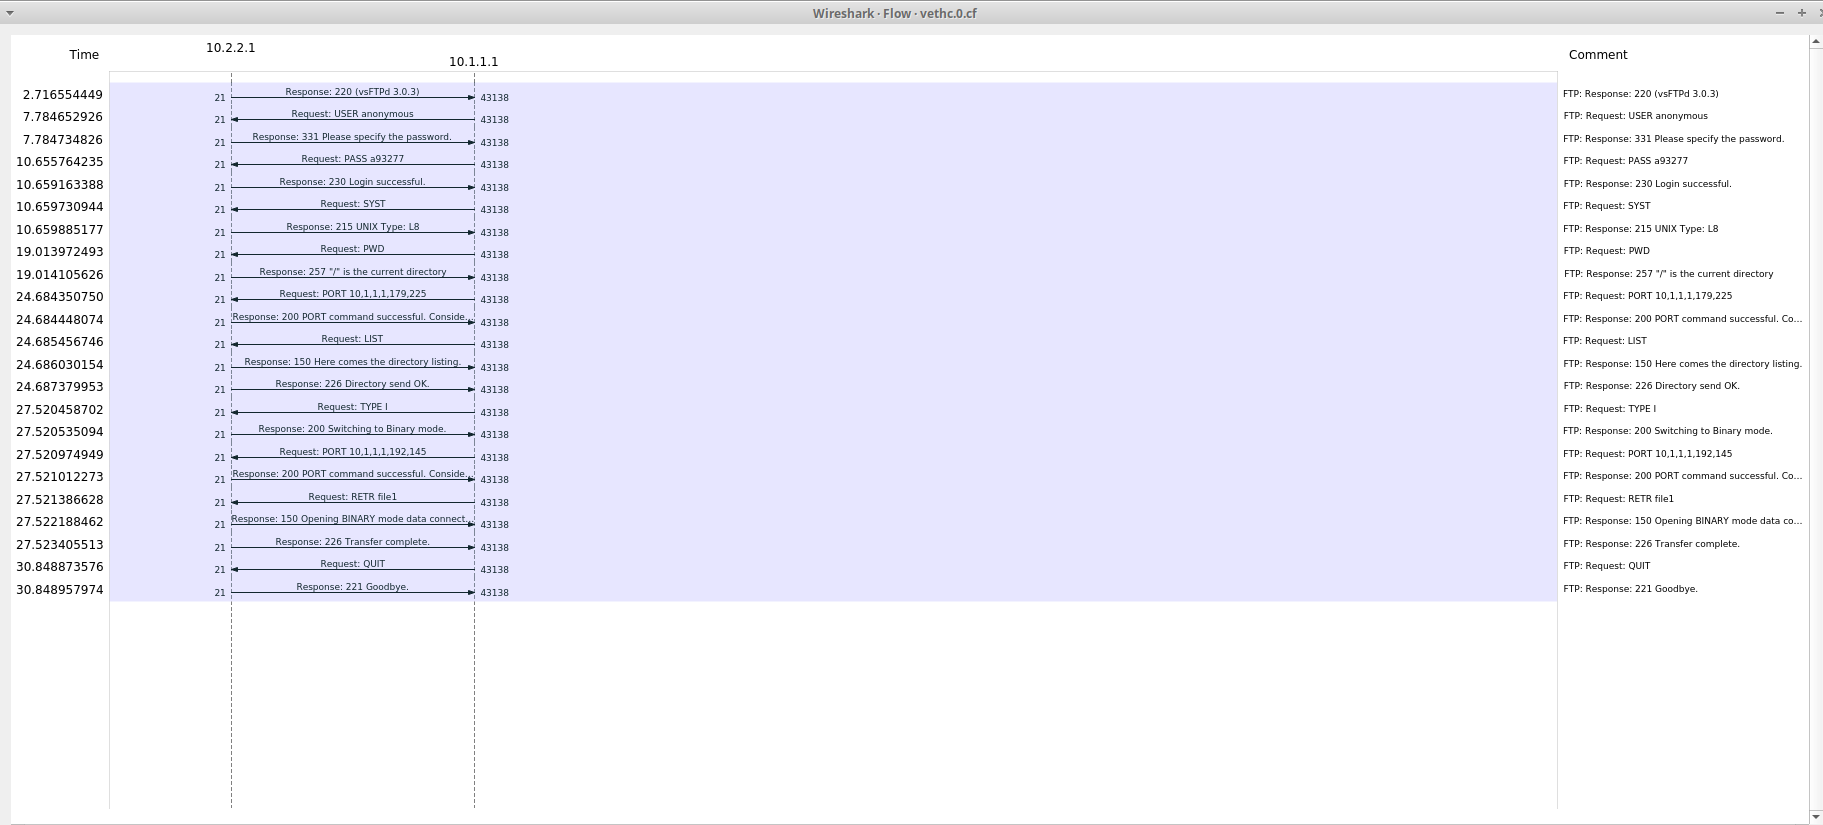 Wireshark · Flow · vethc.0.cf
Time 10.2.2.1 10.1.1.1 Comment
2.716554449 21 Response: 220 (vsFTPd 3.0.3) 43138 FTP: Response: 220 (vsFTPd 3.0.3)
7.784652926 21 Request: USER anonymous 43138 FTP: Request: USER anonymous
7.784734826 21 Response: 331 Please specify the password. 43138 FTP: Response: 331 Please specify the password.
10.655764235 21 Request: PASS a93277 43138 FTP: Request: PASS a93277
10.659163388 21 Response: 230 Login successful. 43138 FTP: Response: 230 Login successful.
10.659730944 21 Request: SYST 43138 FTP: Request: SYST
10.659885177 21 Response: 215 UNIX Type: L8 43138 FTP: Response: 215 UNIX Type: L8
19.013972493 21 Request: PWD 43138 FTP: Request: PWD
19.014105626 21 Response: 257 "/" is the current directory 43138 FTP: Response: 257 "/" is the current directory
24.684350750 21 Request: PORT 10,1,1,1,179,225 43138 FTP: Request: PORT 10,1,1,1,179,225
24.684448074 21 Response: 200 PORT command successful. Conside... 43138 FTP: Response: 200 PORT command successful. Co...
24.685456746 21 Request: LIST 43138 FTP: Request: LIST
24.686030154 21 Response: 150 Here comes the directory listing. 43138 FTP: Response: 150 Here comes the directory listing.
24.687379953 21 Response: 226 Directory send OK. 43138 FTP: Response: 226 Directory send OK.
27.520458702 21 Request: TYPE I 43138 FTP: Request: TYPE I
27.520535094 21 Response: 200 Switching to Binary mode. 43138 FTP: Response: 200 Switching to Binary mode.
27.520974949 21 Request: PORT 10,1,1,1,192,145 43138 FTP: Request: PORT 10,1,1,1,192,145
27.521012273 21 Response: 200 PORT command successful. Conside... 43138 FTP: Response: 200 PORT command successful. Co...
27.521386628 21 Request: RETR file1 43138 FTP: Request: RETR file1
27.522188462 21 Response: 150 Opening BINARY mode data connect... 43138 FTP: Response: 150 Opening BINARY mode data co...
27.523405513 21 Response: 226 Transfer complete. 43138 FTP: Response: 226 Transfer complete.
30.848873576 21 Request: QUIT 43138 FTP: Request: QUIT
30.848957974 21 Response: 221 Goodbye. 43138 FTP: Response: 221 Goodbye.